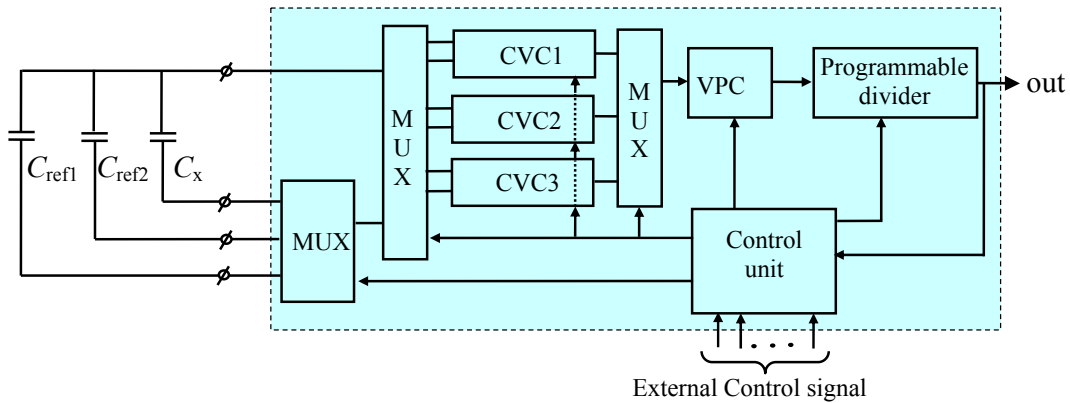 CVC1
CVC2
CVC3
M
U
X
M
U
X
VPC
Programmable
divider
out
Cref1
Cref2
Cx
MUX
Control
unit
. . .
External Control signal